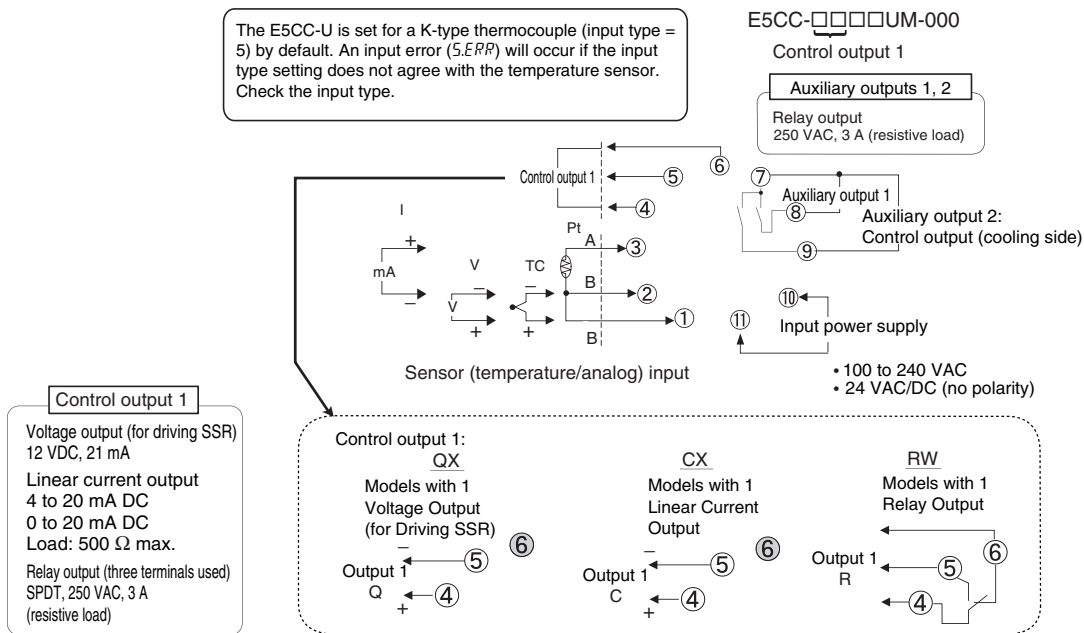 The E5CC-U is set for a K-type thermocouple (input type =
5) by default. An input error (S.ERR) will occur if the input
type setting does not agree with the temperature sensor.
Check the input type.
E5CC-□□□□UM-000
Control output 1
Auxiliary outputs 1, 2
Relay output
250 VAC, 3 A (resistive load)
Control output 1
⑥
⑤
④
⑦
Auxiliary output 1
⑧
Auxiliary output 2:
Control output (cooling side)
⑨
I
+
mA
−
V
−
V
+
TC
−
+
Pt
A
③
B
②
①
B
⑩
⑪
Input power supply
• 100 to 240 VAC
• 24 VAC/DC (no polarity)
Sensor (temperature/analog) input
Control output 1
Voltage output (for driving SSR)
12 VDC, 21 mA
Linear current output
4 to 20 mA DC
0 to 20 mA DC
Load: 500 Ω max.
Relay output (three terminals used)
SPDT, 250 VAC, 3 A
(resistive load)
Control output 1:
QX
Models with 1
Voltage Output
(for Driving SSR)
⑥
−
⑤
Output 1
Q
④
+
CX
Models with 1
Linear Current
Output
⑥
−
⑤
Output 1
C
④
+
RW
Models with 1
Relay Output
⑥
Output 1
R
⑤
④